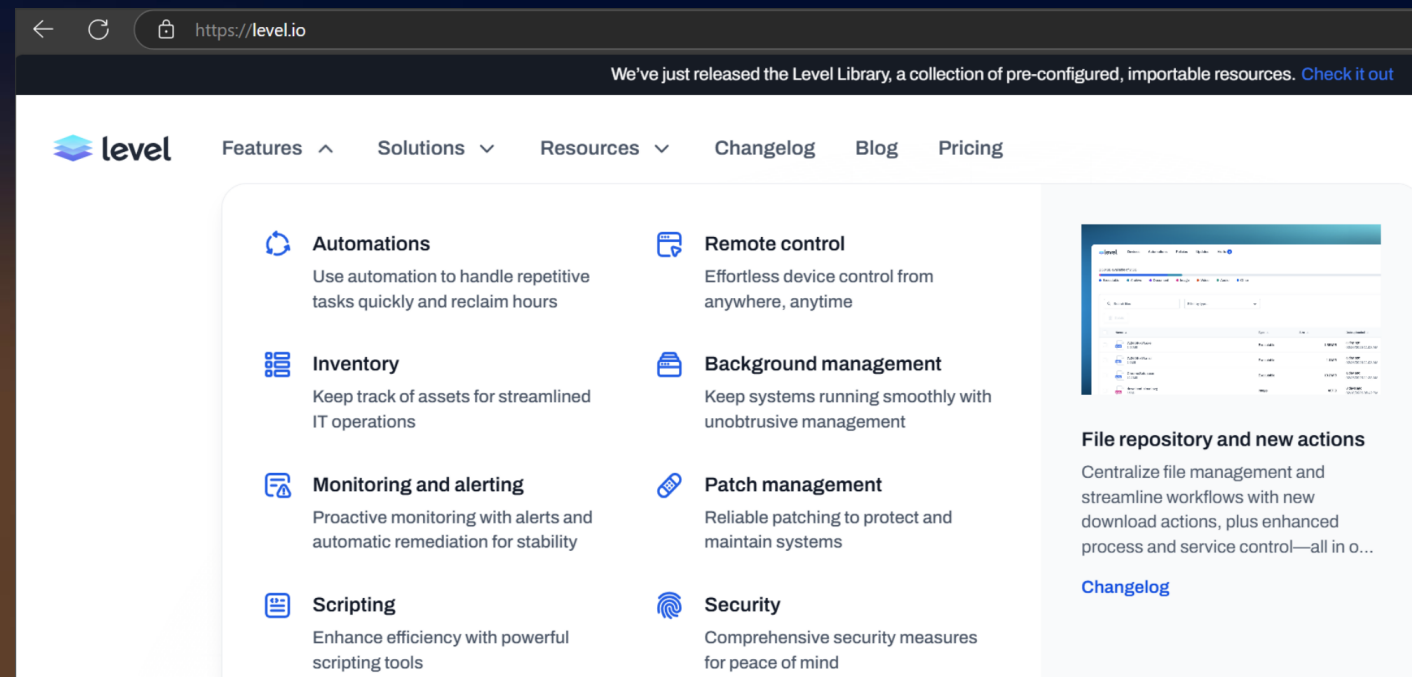 https://level.io
We've just released the Level Library, a collection of pre-configured, importable resources. Check it out
level
Features
Solutions
Resources
Changelog
Blog
Pricing
Automations
Use automation to handle repetitive
tasks quickly and reclaim hours
Remote control
Effortless device control from
anywhere, anytime
Inventory
Keep track of assets for streamlined
IT operations
Background management
Keep systems running smoothly with
unobtrusive management
Monitoring and alerting
Proactive monitoring with alerts and
automatic remediation for stability
Patch management
Reliable patching to protect and
maintain systems
Scripting
Enhance efficiency with powerful
scripting tools
Security
Comprehensive security measures
for peace of mind
level
File repository and new actions
Centralize file management and
streamline workflows with new
download actions, plus enhanced
process and service control—all in o...
Changelog